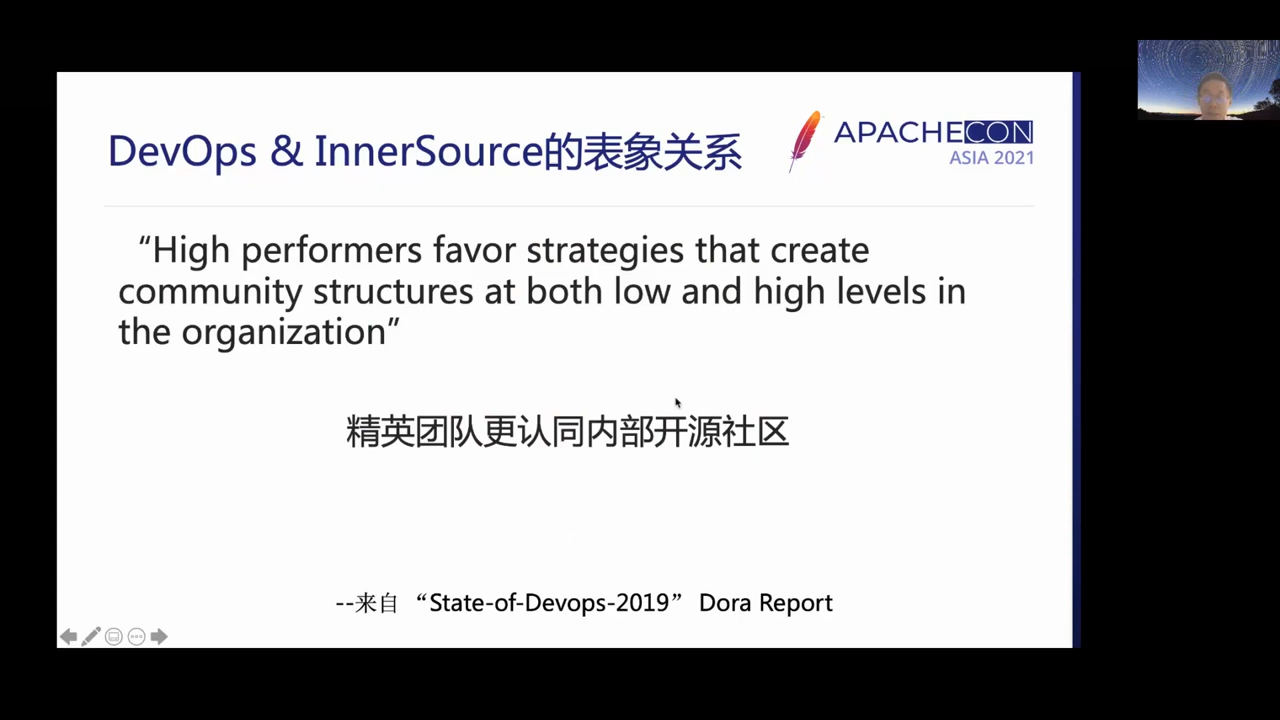 DevOps & InnerSource的表象关系
APACHECON
ASIA 2021
“High performers favor strategies that create
community structures at both low and high levels in
the organization”
精英团队更认同内部开源社区
--来自 “State-of-Devops-2019” Dora Report